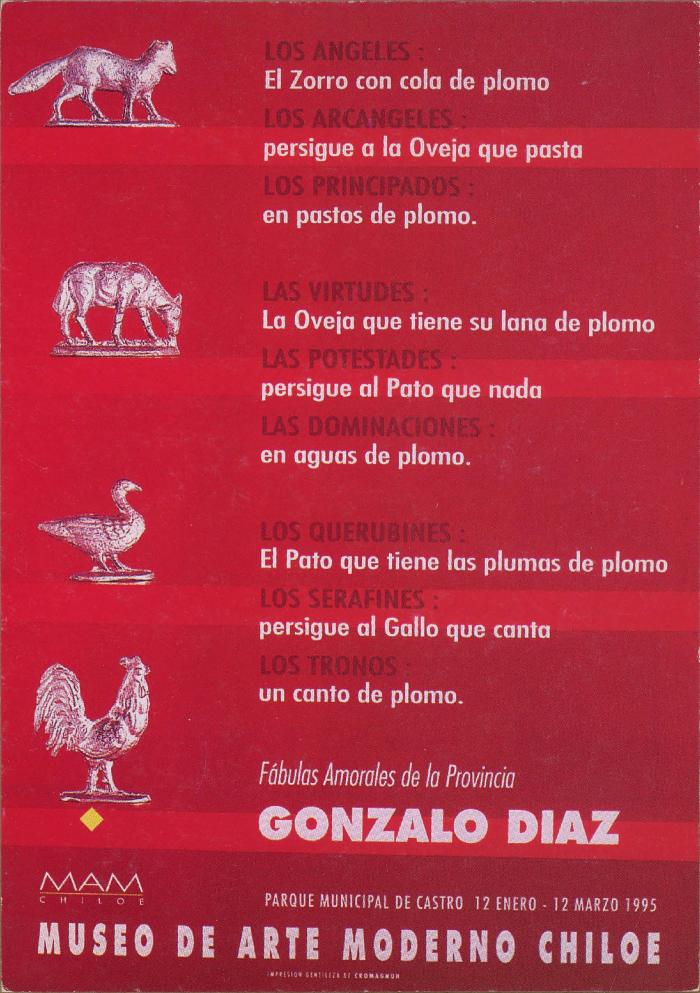 LOS ANGELES :
El Zorro con cola de plomo
LOS ARCANGELES :
persigue a la Oveja que pasta
LOS PRINCIPADOS :
en pastos de plomo.
LAS VIRTUDES :
La Oveja que tiene su lana de plomo
LAS POTESTADES :
persigue al Pato que nada
LAS DOMINACIONES :
en aguas de plomo.
LOS QUERUBINES :
El Pato que tiene las plumas de plomo
LOS SERAFINES :
persigue al Gallo que canta
LOS TRONOS :
un canto de plomo.
Fábulas Amorales de la Provincia
GONZALO DIAZ
MAM
CHILOE
PARQUE MUNICIPAL DE CASTRO 12 ENERO - 12 MARZO 1995
MUSEO DE ARTE MODERNO CHILOE
IMPRESION GENTILEZA DE CROMAGNON